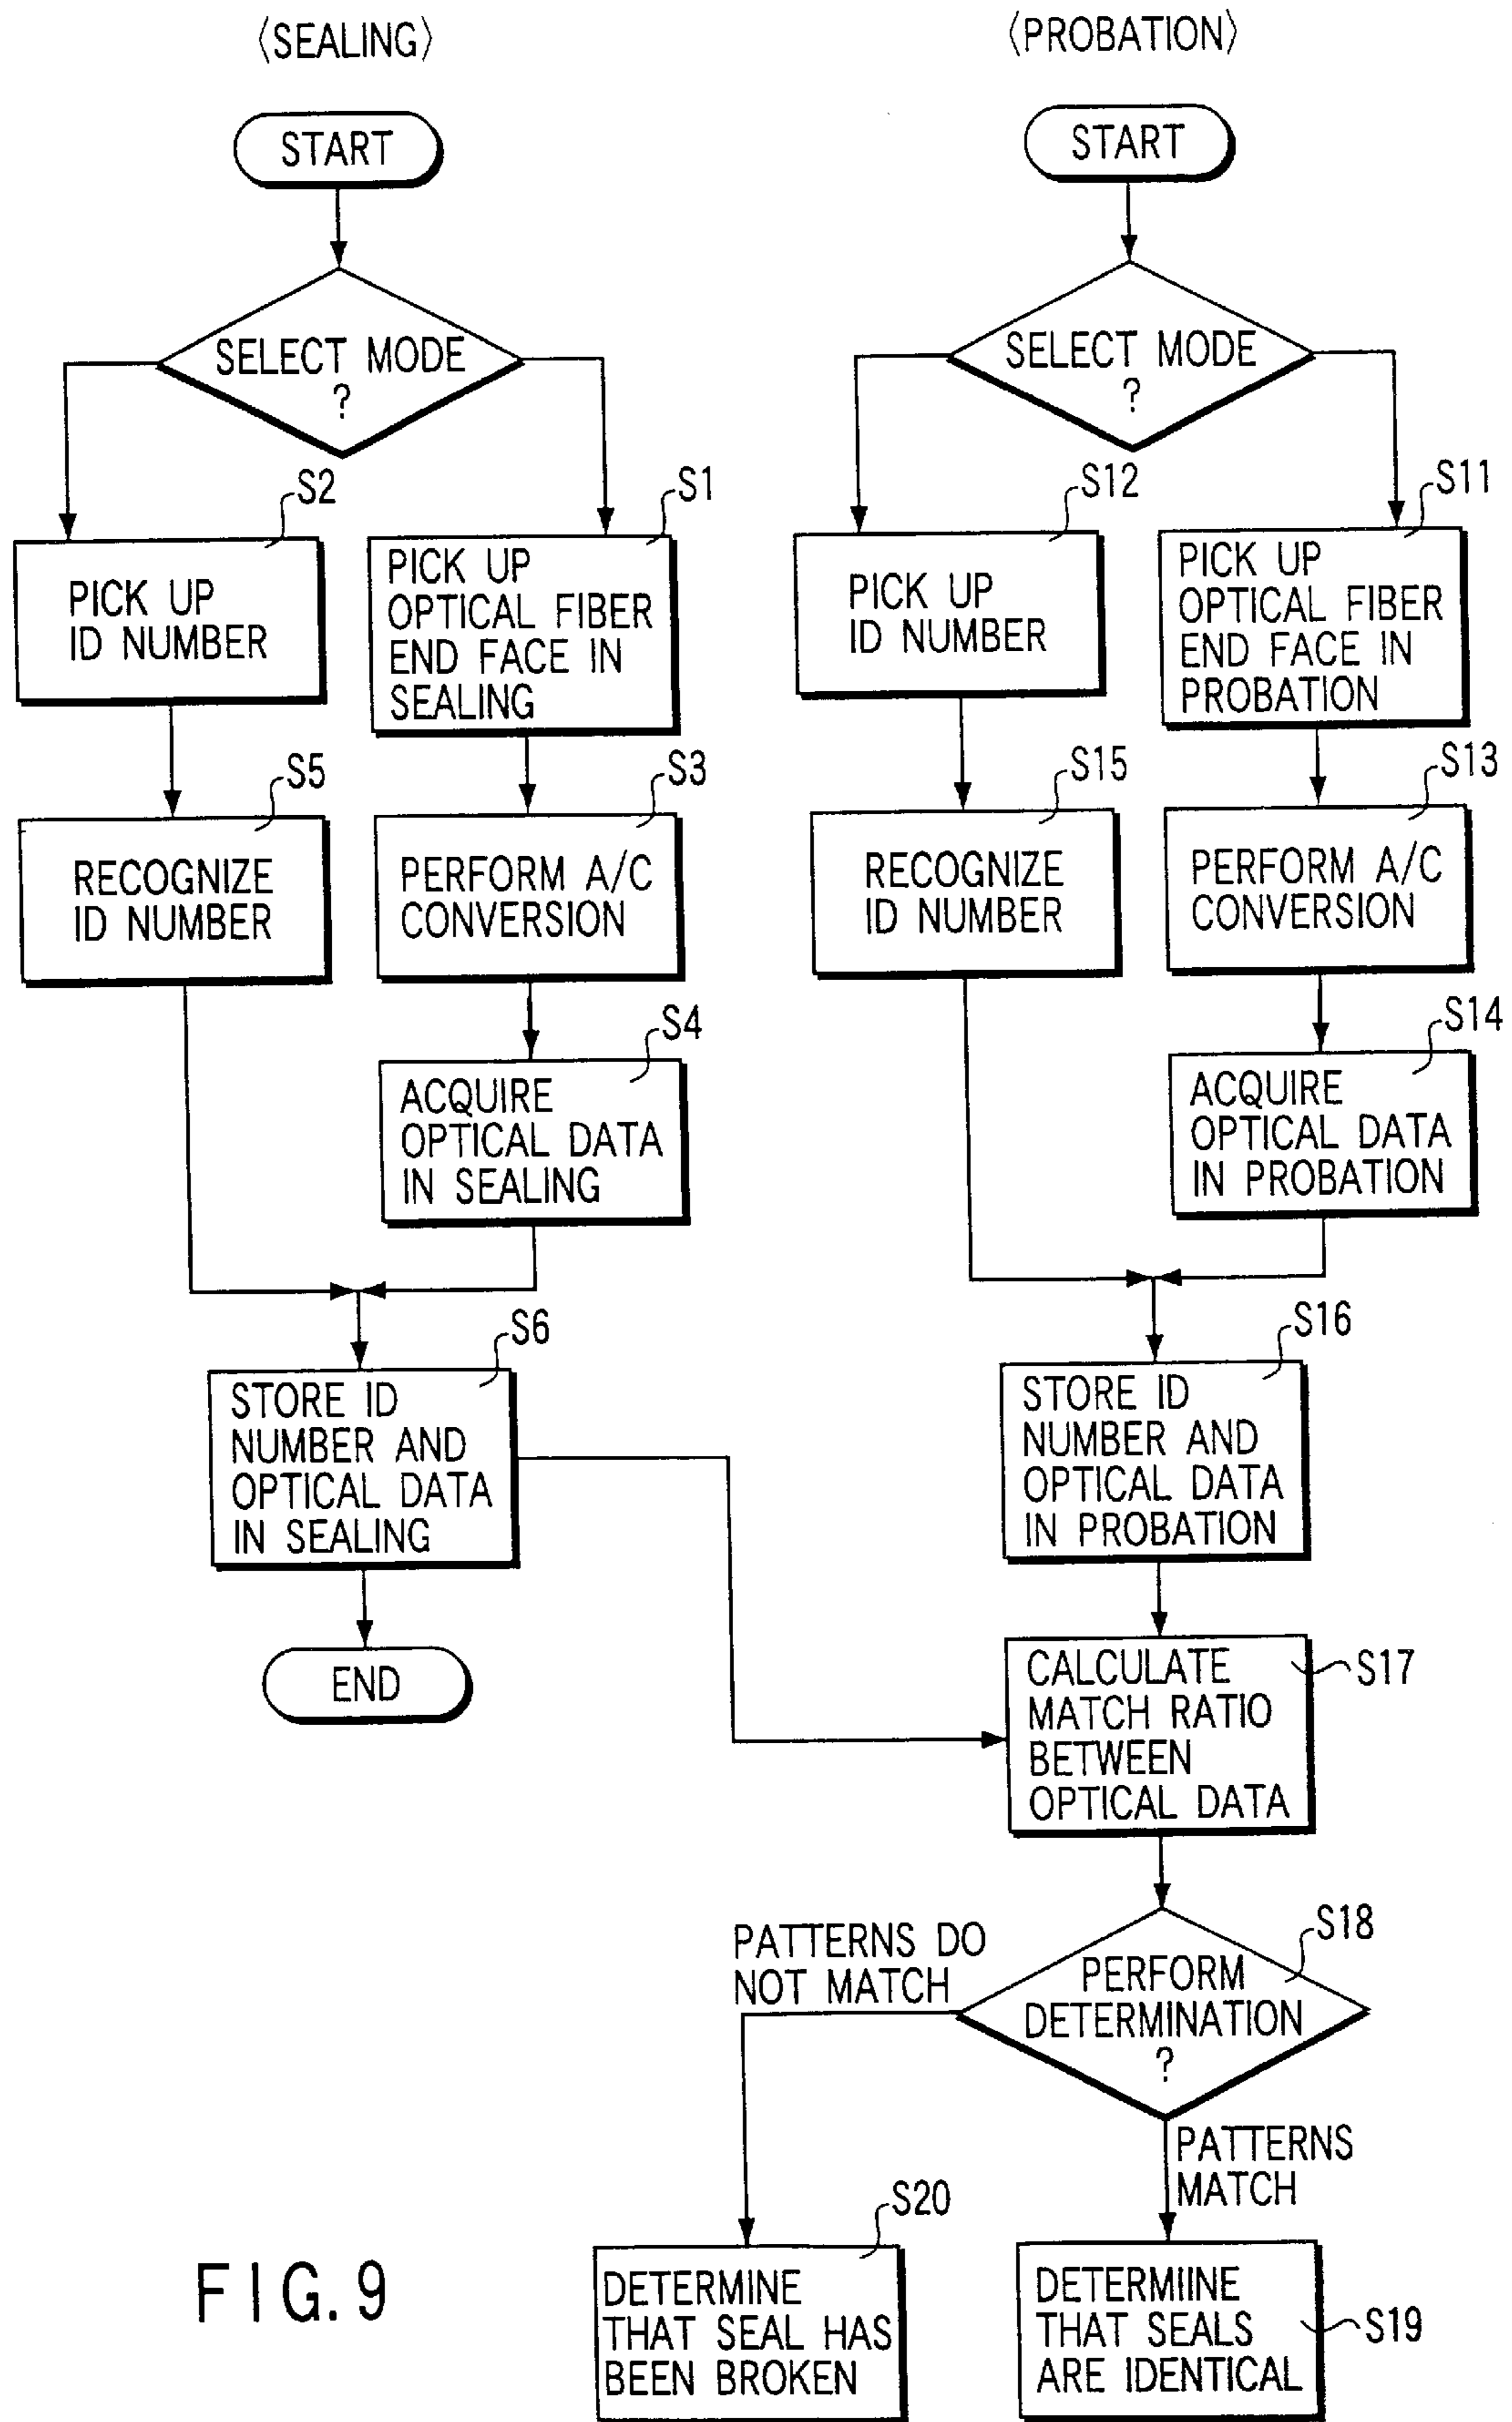 〈SEALING〉
START
SELECT MODE
?
S2
PICK UP
ID NUMBER
S1
PICK UP
OPTICAL FIBER
END FACE IN
SEALING
S5
RECOGNIZE
ID NUMBER
S3
PERFORM A/C
CONVERSION
S4
ACQUIRE
OPTICAL DATA
IN SEALING
S6
STORE ID
NUMBER AND
OPTICAL DATA
IN SEALING
END
〈PROBATION〉
START
SELECT MODE
?
S12
PICK UP
ID NUMBER
S11
PICK UP
OPTICAL FIBER
END FACE IN
PROBATION
S15
RECOGNIZE
ID NUMBER
S13
PERFORM A/C
CONVERSION
S14
ACQUIRE
OPTICAL DATA
IN PROBATION
S16
STORE ID
NUMBER AND
OPTICAL DATA
IN PROBATION
CALCULATE
MATCH RATIO
BETWEEN
OPTICAL DATA
S17
S18
PERFORM
DETERMINATION
?
PATTERNS DO
NOT MATCH
PATTERNS
MATCH
S20
DETERMINE
THAT SEAL HAS
BEEN BROKEN
DETERMIINE
THAT SEALS
ARE IDENTICAL
S19
FIG. 9